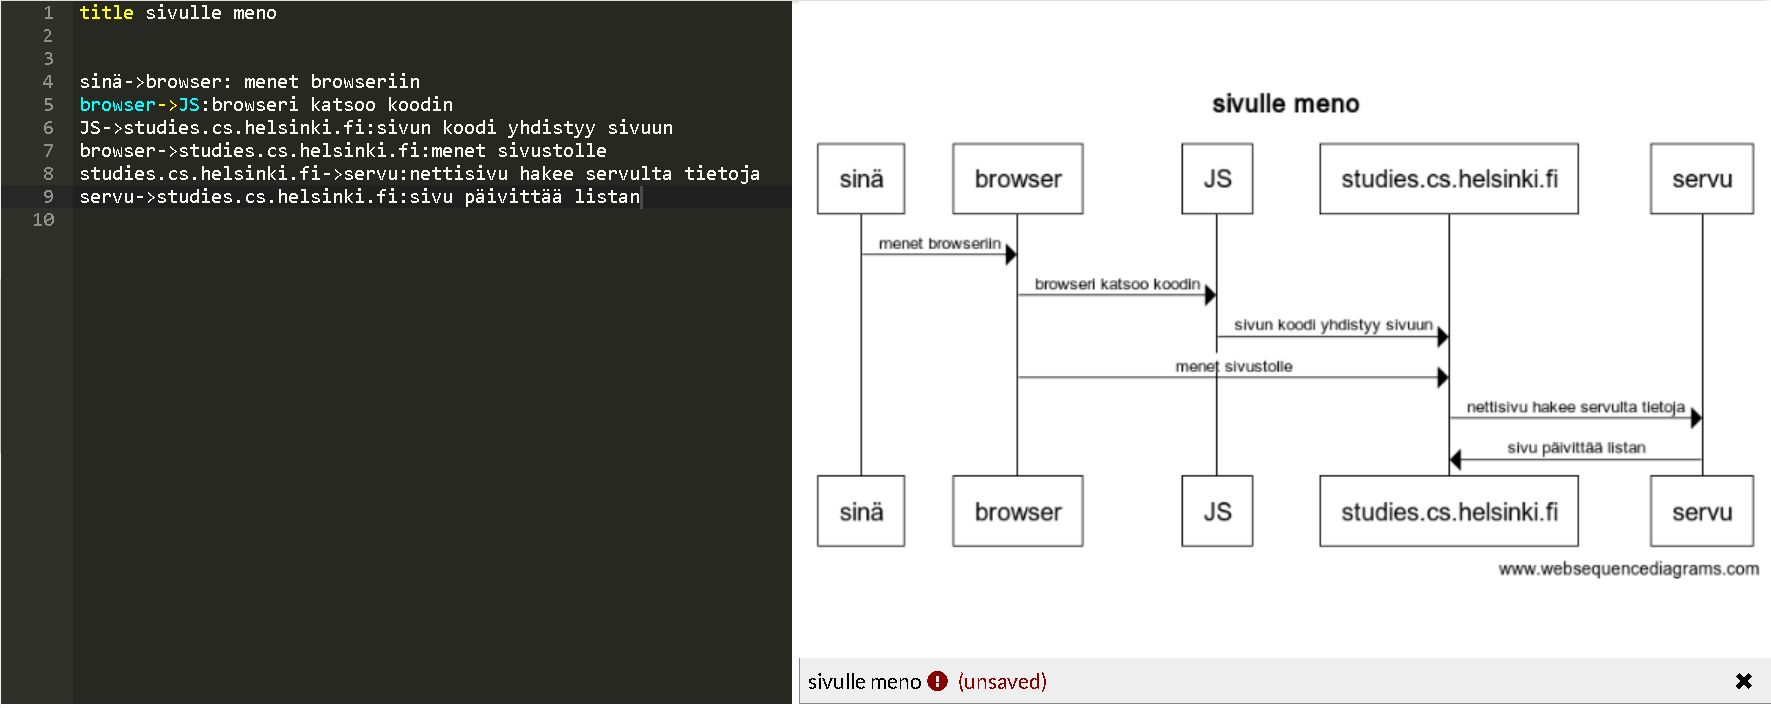 1 title sivulle meno
2
3
4 sinä->browser: menet browseriin
5 browser->JS:browseri katsoo koodin
6 JS->studies.cs.helsinki.fi:sivun koodi yhdistyy sivuun
7 browser->studies.cs.helsinki.fi:menet sivustolle
8 studies.cs.helsinki.fi->servu:nettisivu hakee servulta tietoja
9 servu->studies.cs.helsinki.fi:sivu päivittää listan
10
sivulle meno
sinä browser JS studies.cs.helsinki.fi servu
menet browseriin
browseri katsoo koodin
sivun koodi yhdistyy sivuun
menet sivustolle
nettisivu hakee servulta tietoja
sivu päivittää listan
sinä browser JS studies.cs.helsinki.fi servu
www.websequencediagrams.com
sivulle meno (unsaved)